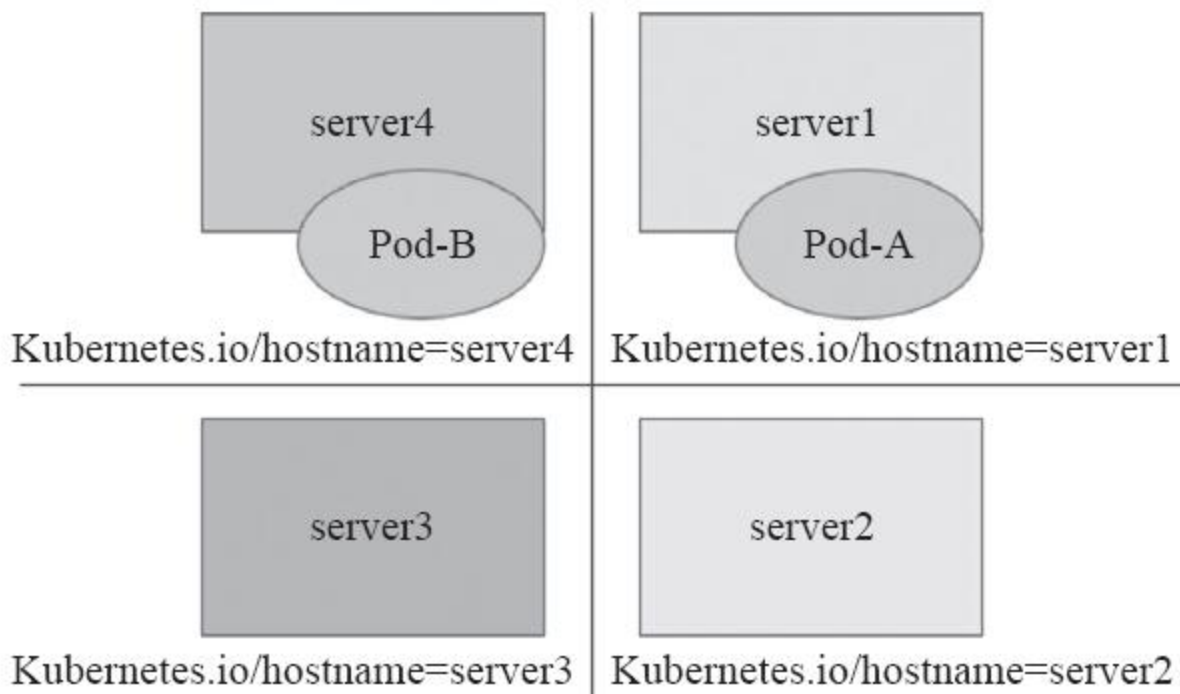 server4
server1
Pod-B
Pod-A
Kubernetes.io/hostname=server4
Kubernetes.io/hostname=server1
server3
server2
Kubernetes.io/hostname=server3
Kubernetes.io/hostname=server2